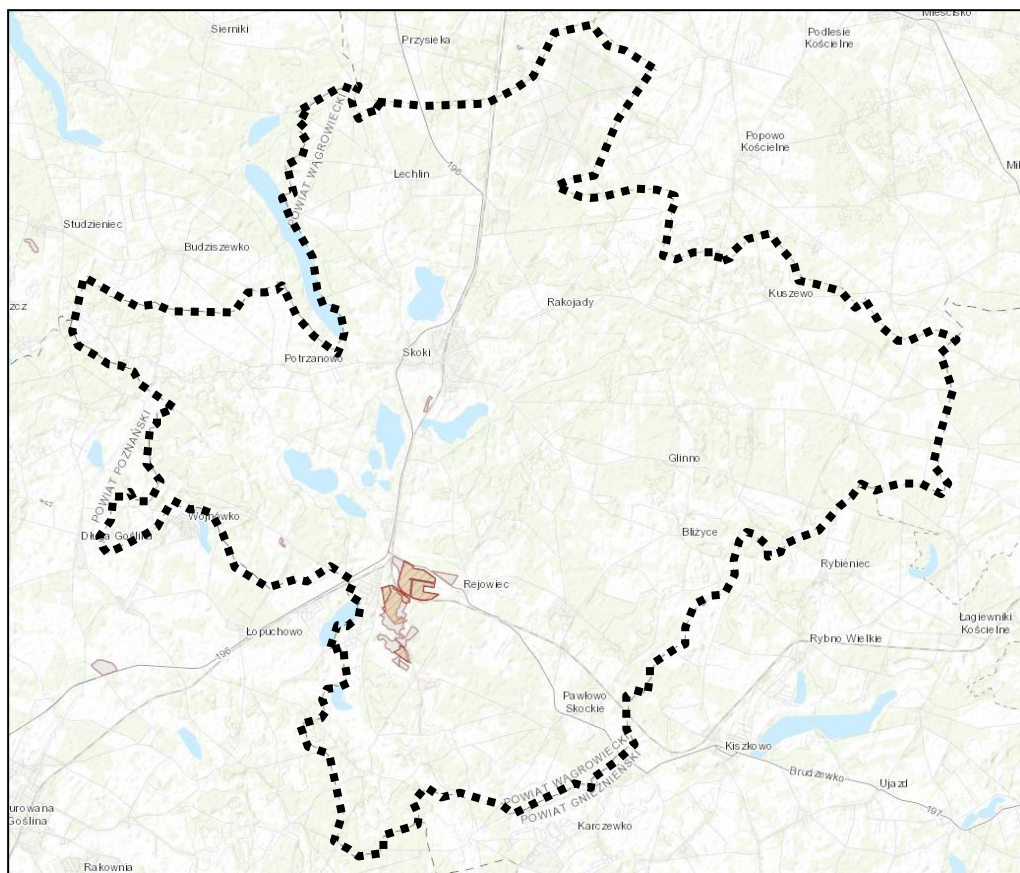 Mieścisko
Sierniki
Przysieka
Podlesie
Kościelne
POWIAT WĄGROWIECKI
196
Popowo
Kościelne
Lechlin
Studzieniec
Budziszewko
Kuszewo
Rakojady
Potrzanowo
Skoki
POWIAT POZNAŃSKI
Glinno
Wojnówko
Długa Goślina
Bliżyce
Rybieniec
Rejowiec
Łopuchowo
196
Łagiewniki
Kościelne
Rybno Wielkie
Pawłowo
Skockie
Kiszkowo
POWIAT WĄGROWIECKI
POWIAT GNIEŹNIEŃSKI
Brudzewko
Ujazd
197
urowana
Goślina
Karczewko
Rakownia